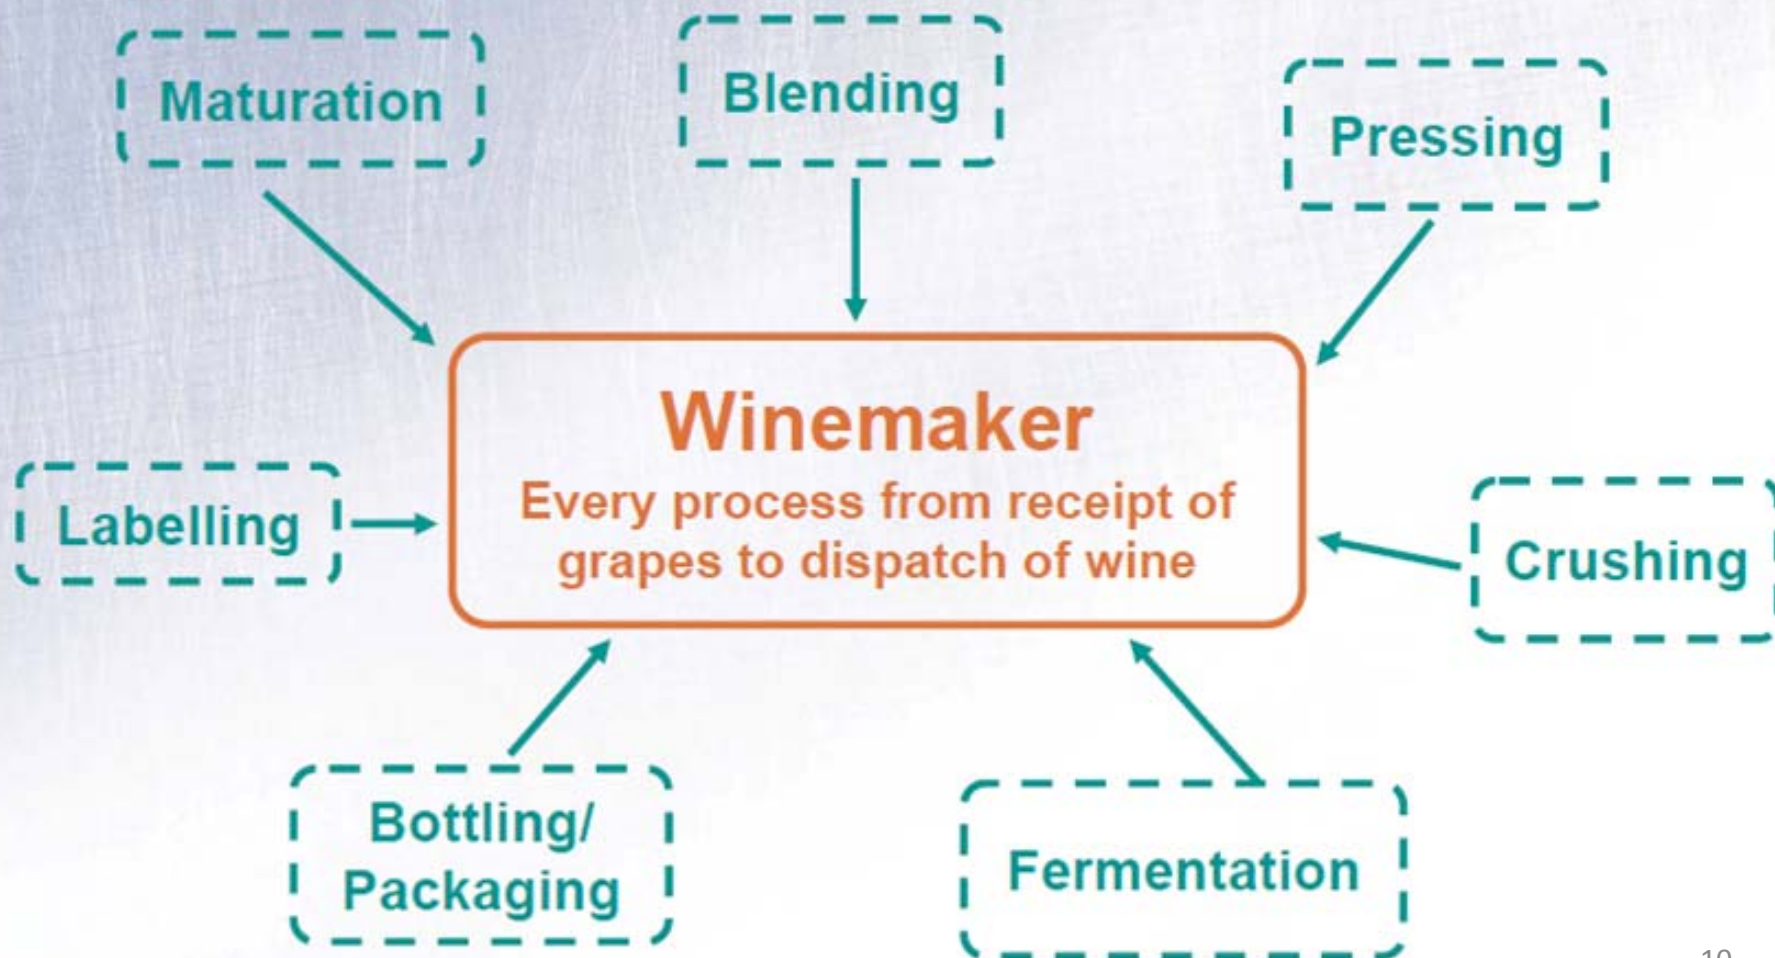 Maturation
Blending
Pressing
Winemaker
Every process from receipt of
grapes to dispatch of wine
Labelling
Crushing
Bottling/
Packaging
Fermentation